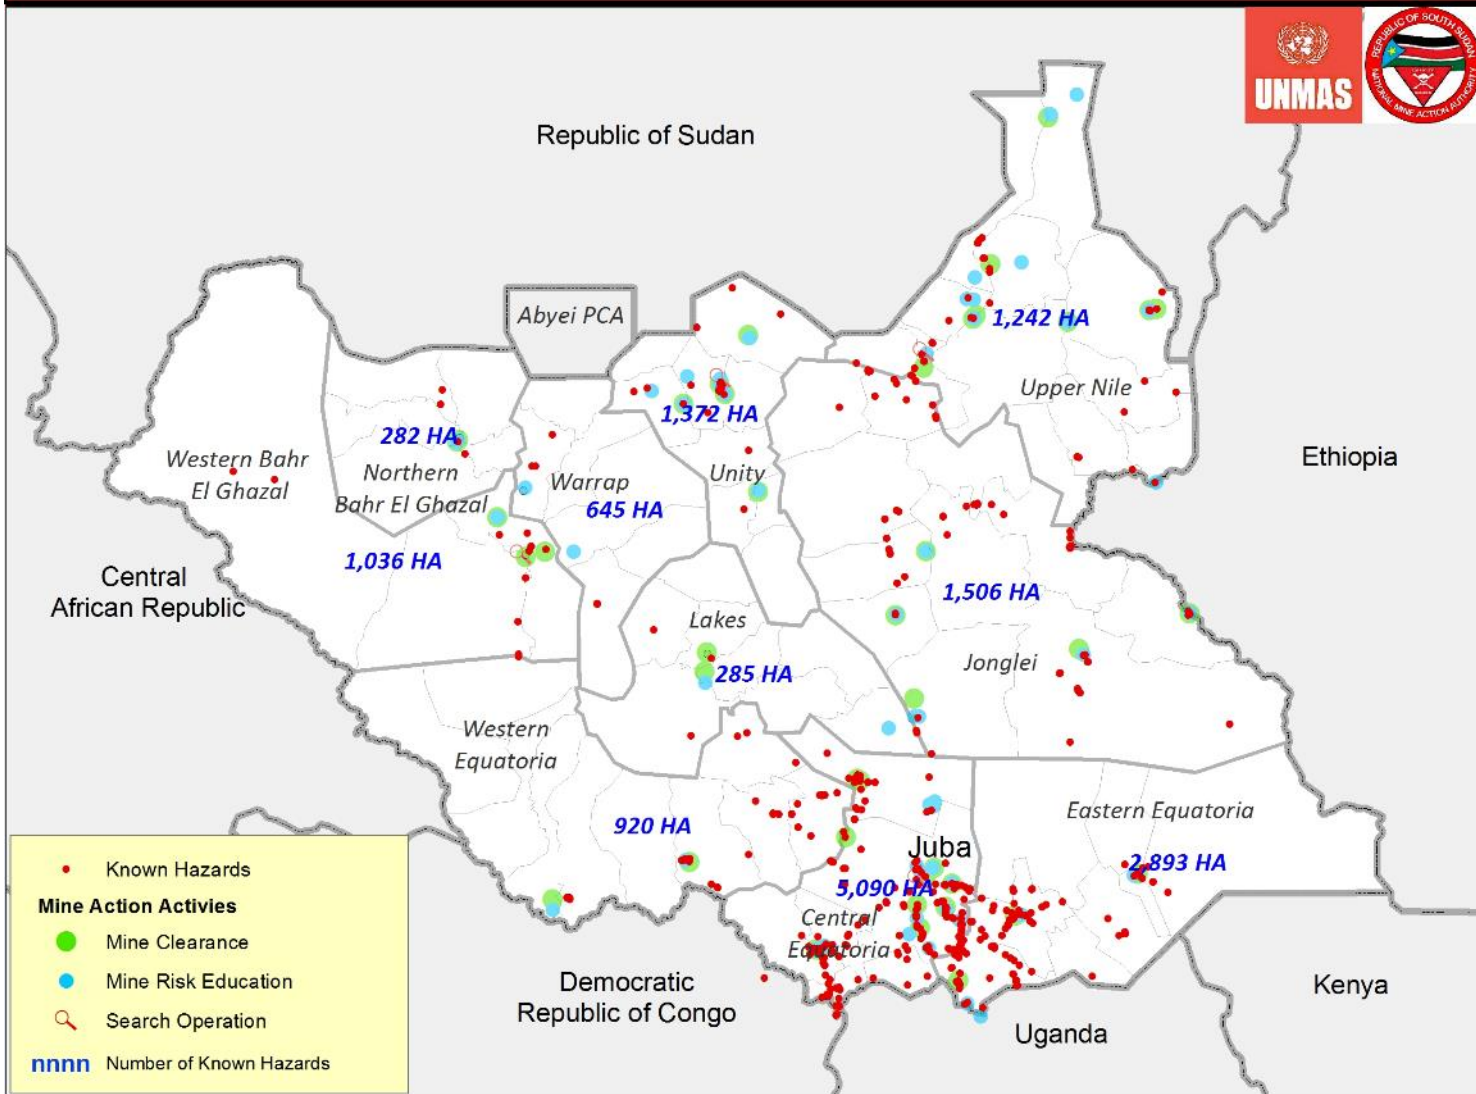 UNMAS
REPUBLIC OF SOUTH SUDAN
NATIONAL MINE ACTION AUTHORITY
Republic of Sudan
Abyei PCA
1,242 HA
Upper Nile
1,372 HA
282 HA
Western Bahr
El Ghazal
Northern
Bahr El Ghazal
Warrap
Unity
645 HA
Ethiopia
1,036 HA
Central
African Republic
1,506 HA
Lakes
Jonglei
285 HA
Western
Equatoria
920 HA
Eastern Equatoria
Juba
2,893 HA
5,090 HA
Central
Equatoria
Democratic
Republic of Congo
Uganda
Kenya
Known Hazards
Mine Action Activies
Mine Clearance
Mine Risk Education
Search Operation
nnnn Number of Known Hazards